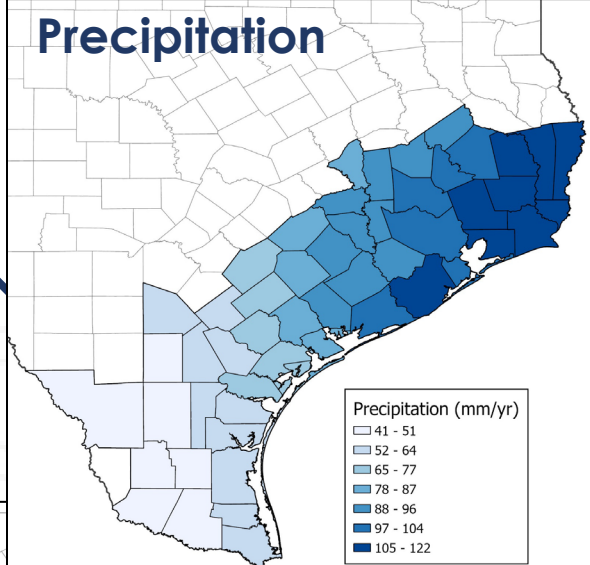 Precipitation
Precipitation (mm/yr)
41 - 51
52 - 64
65 - 77
78 - 87
88 - 96
97 - 104
105 - 122